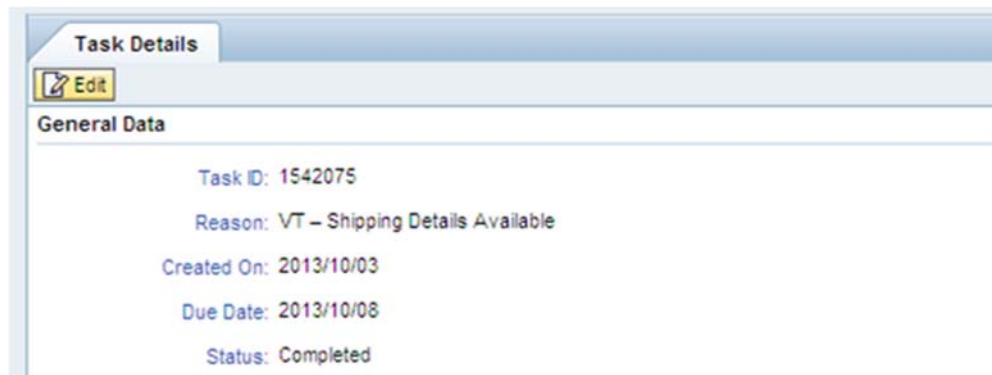 Task Details
Edit
General Data
Task ID: 1542075
Reason: VT – Shipping Details Available
Created On: 2013/10/03
Due Date: 2013/10/08
Status: Completed